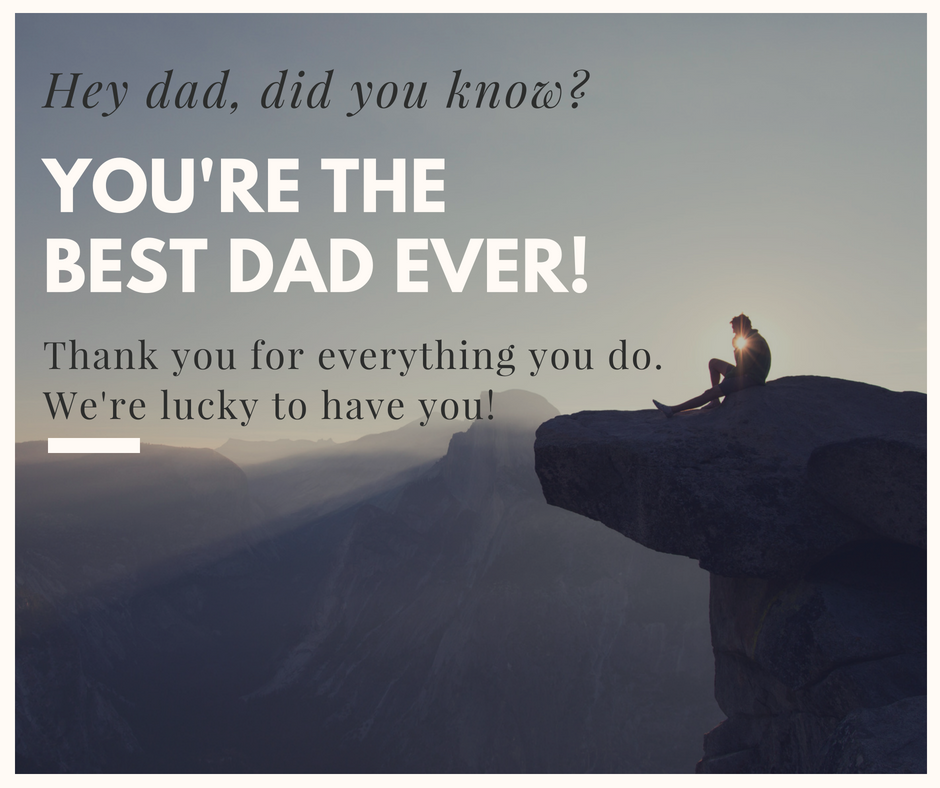 Hey dad, did you know?
YOU'RE THE
BEST DAD EVER!
Thank you for everything you do.
We're lucky to have you!